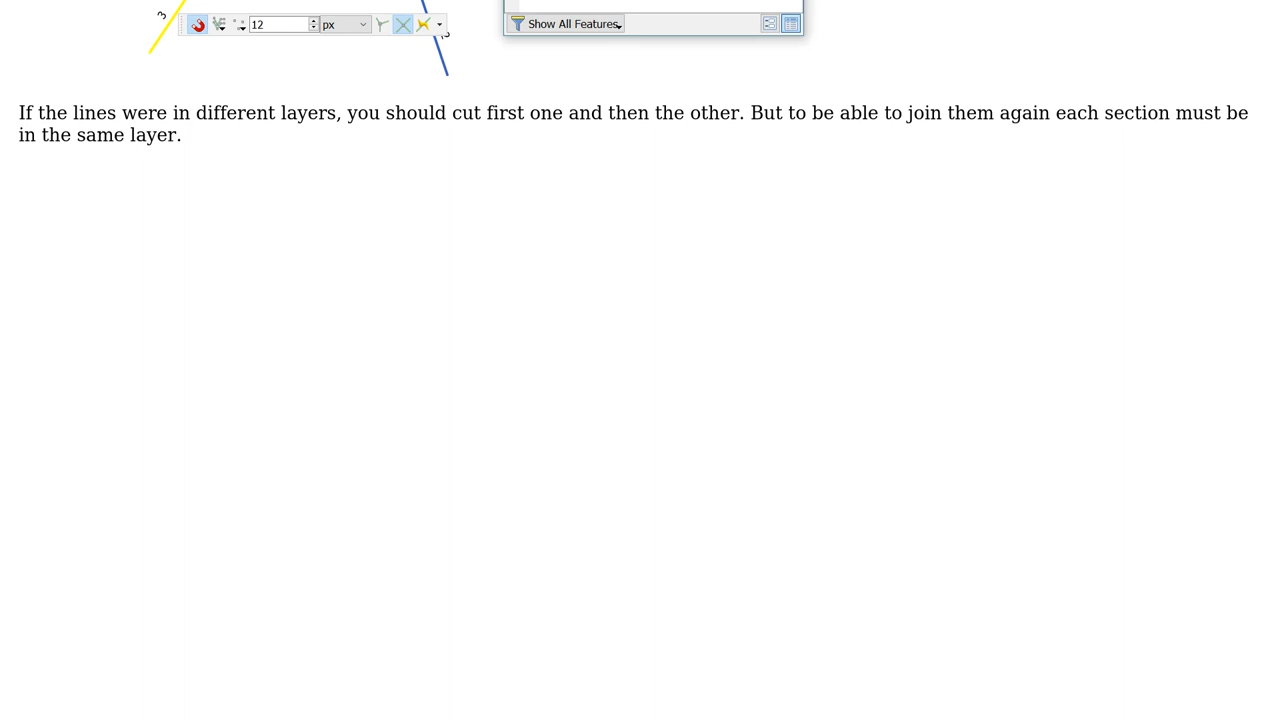 3
12 px
Show All Features
If the lines were in different layers, you should cut first one and then the other. But to be able to join them again each section must be
in the same layer.